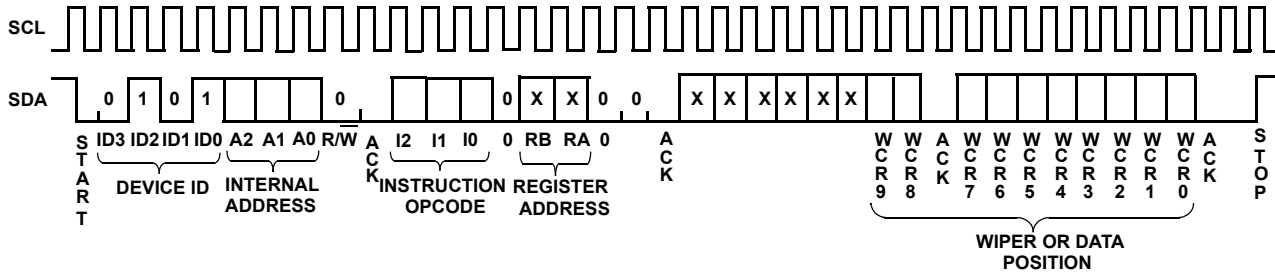 SCL
SDA
0 1 0 1 0 0 X X 0 0 X X X X X X
START ID3 ID2 ID1 ID0 A2 A1 A0 R/W ACK I2 I1 I0 0 RB RA 0 ACK WCR9 WCR8 ACK WCR7 WCR6 WCR5 WCR4 WCR3 WCR2 WCR1 WCR0 ACK STOP
DEVICE ID
INTERNAL
ADDRESS
INSTRUCTION
OPCODE
REGISTER
ADDRESS
WIPER OR DATA
POSITION